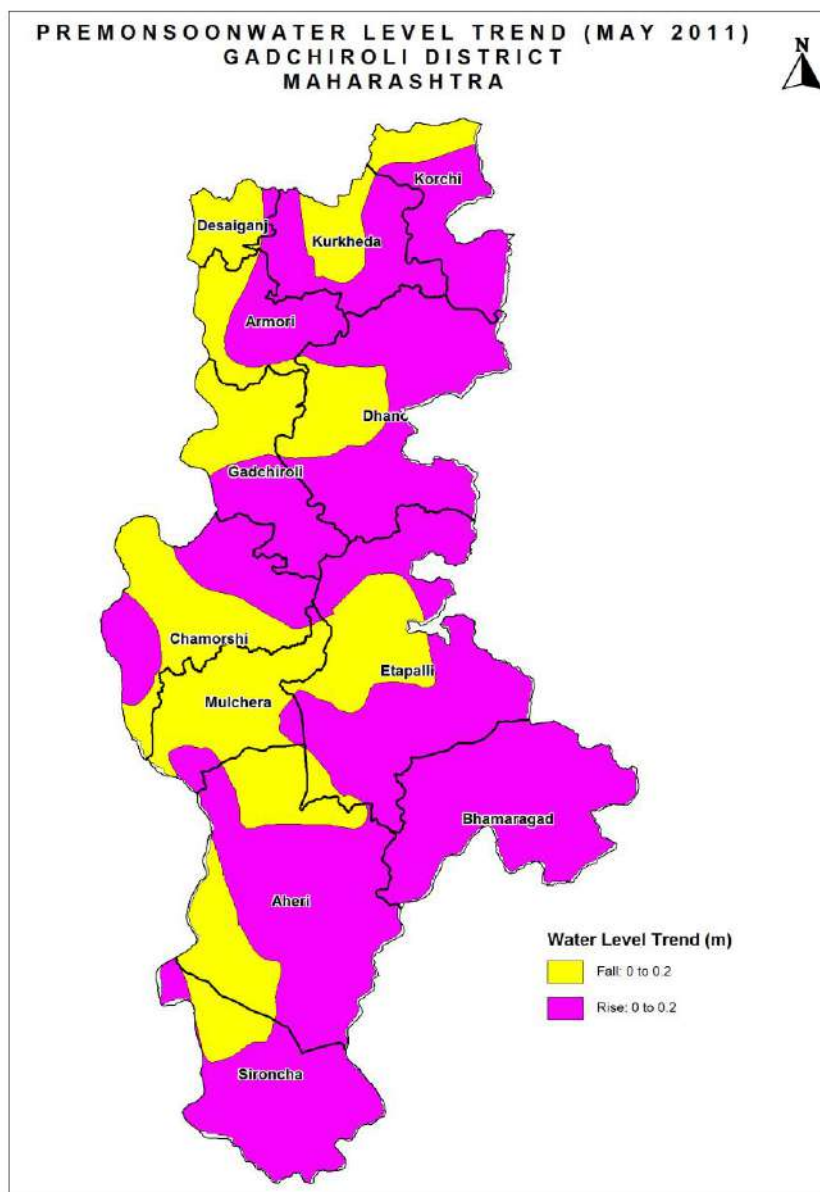 PREMONSOONWATER LEVEL TREND (MAY 2011)
GADCHIROLI DISTRICT
MAHARASHTRA
N
Korchi
Desaiganj
Kurkheda
Armori
Dhano
Gadchiroli
Chamorshi
Etapalli
Mulchera
Bhamaragad
Aheri
Water Level Trend (m)
Fall: 0 to 0.2
Rise: 0 to 0.2
Sironcha